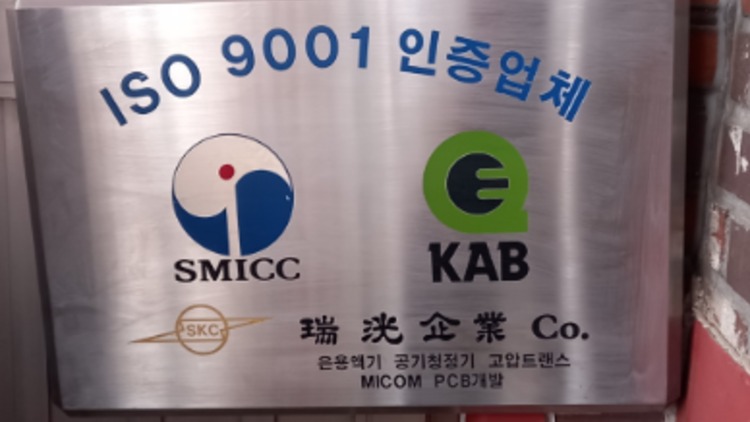 ISO 9001 인증업체
SMICC
KAB
SKC
瑞洸企業 Co.
은용액기 공기청정기 고압트랜스
MICOM PCB개발